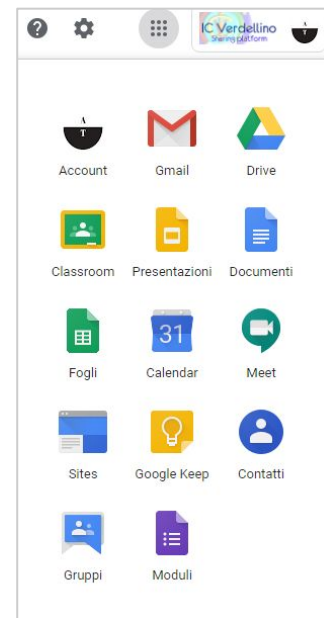 IC Verdellino
Sharing platform
A
T
A
T
Account Gmail Drive
Classroom Presentazioni Documenti
31
Fogli Calendar Meet
Sites Google Keep Contatti
Gruppi Moduli